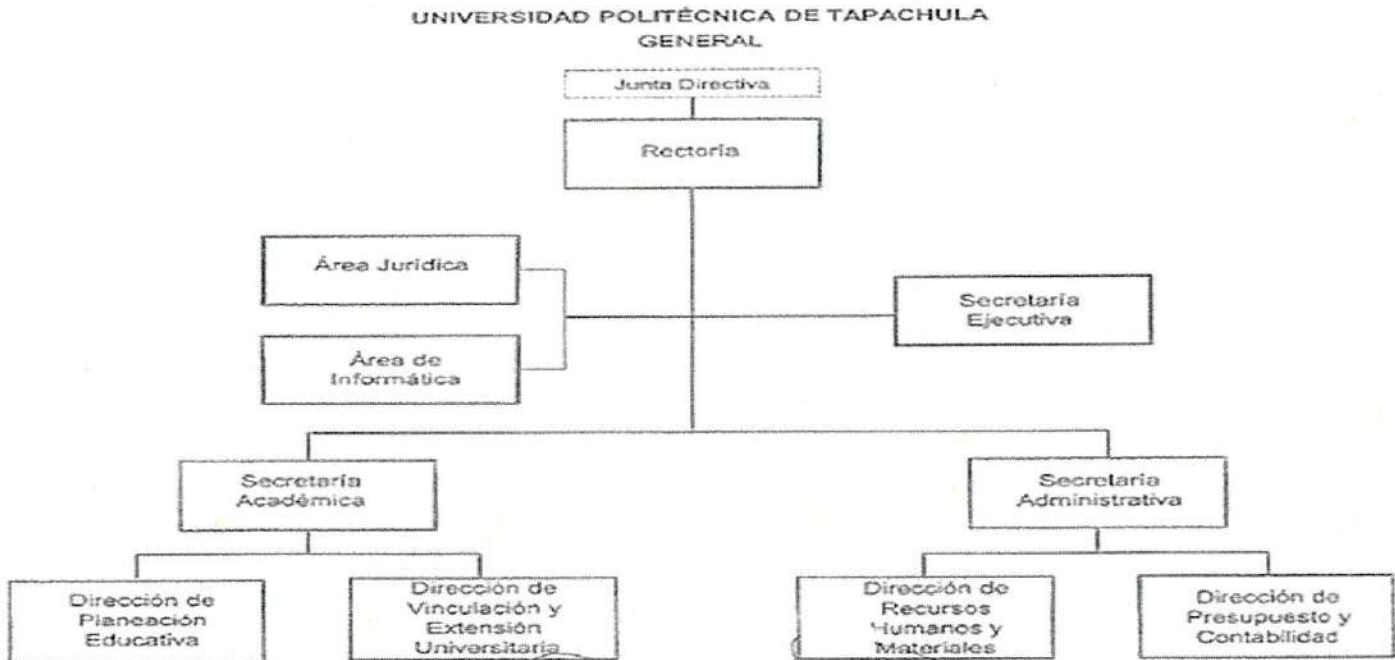 UNIVERSIDAD POLITÉCNICA DE TAPACHULA
GENERAL
Junta Directiva
Rectoría
Área Jurídica
Secretaría
Ejecutiva
Área de
Informática
Secretaría
Académica
Secretaría
Administrativa
Dirección de
Planeación
Educativa
Dirección de
Vinculación y
Extensión
Universitaria
Dirección de
Recursos
Humanos y
Materiales
Dirección de
Presupuesto y
Contabilidad